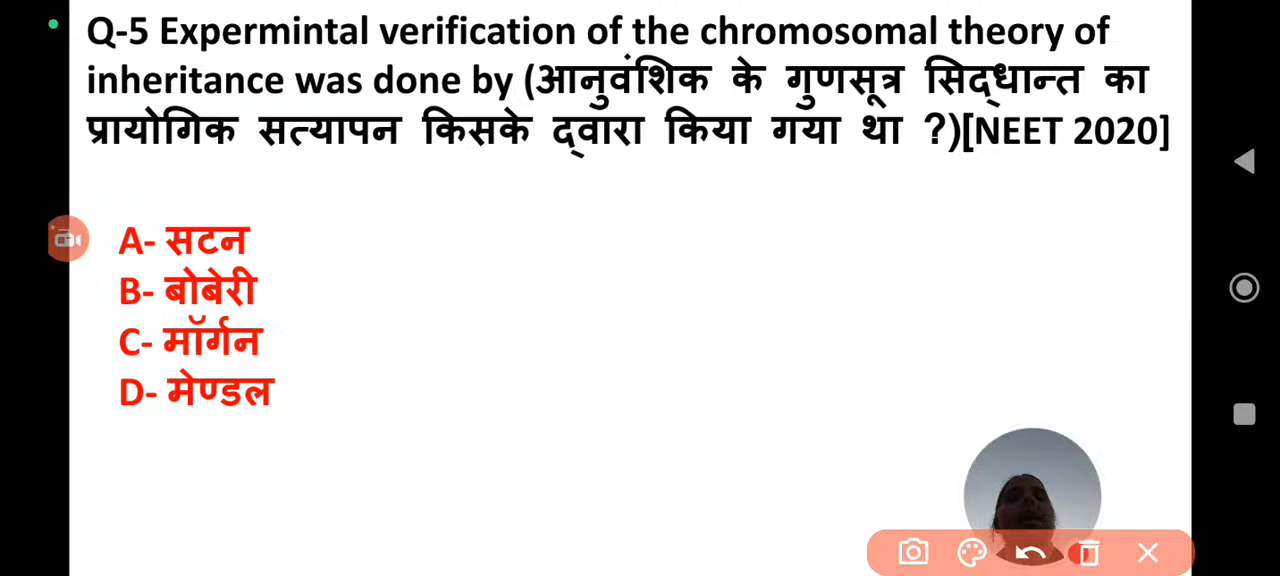 Q-5 Expermintal verification of the chromosomal theory of
inheritance was done by (आनुवंशिक के गुणसूत्र सिद्धान्त का
प्रायोगिक सत्यापन किसके द्वारा किया गया था ?)[NEET 2020]
A- सटन
B- बोबेरी
C- मॉर्गन
D- मेण्डल